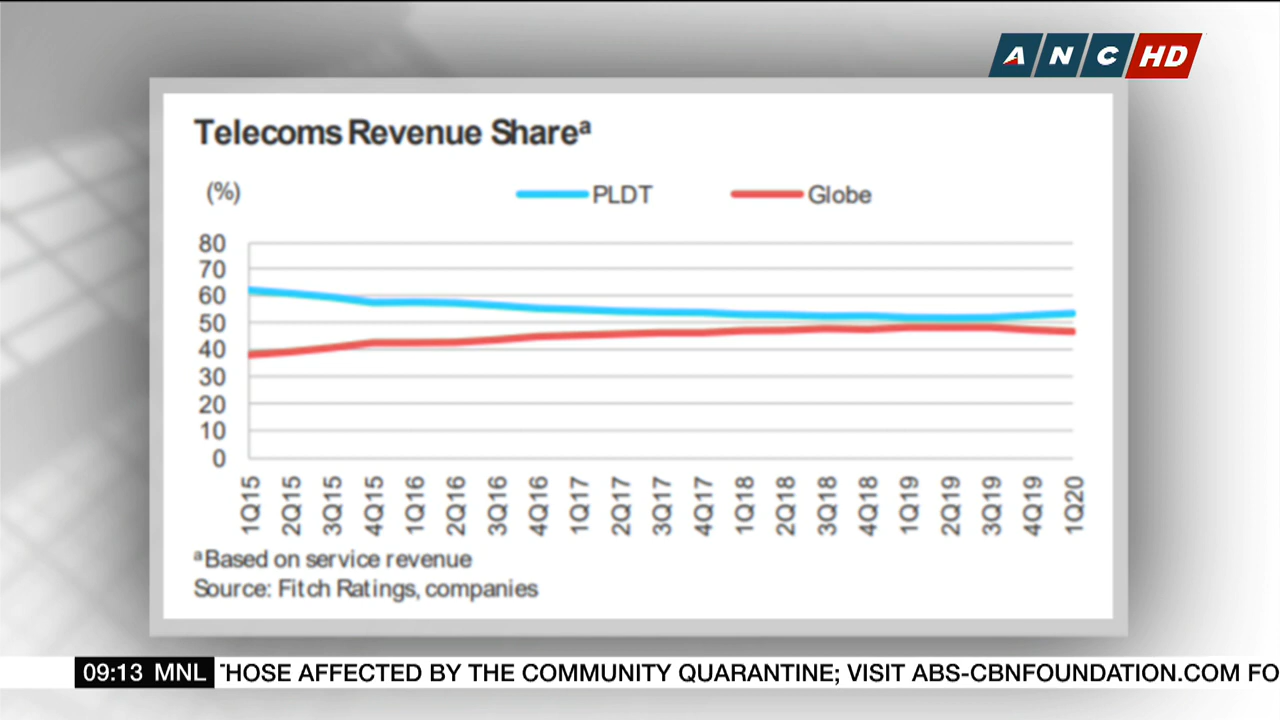 ANC HD
Telecoms Revenue Shareᵃ
(%)
PLDT
Globe
80
70
60
50
40
30
20
10
0
1Q15
2Q15
3Q15
4Q15
1Q16
2Q16
3Q16
4Q16
1Q17
2Q17
3Q17
4Q17
1Q18
2Q18
3Q18
4Q18
1Q19
2Q19
3Q19
4Q19
1Q20
ᵃBased on service revenue
Source: Fitch Ratings, companies
09:13 MNL
THOSE AFFECTED BY THE COMMUNITY QUARANTINE; VISIT ABS-CBNFOUNDATION.COM FO